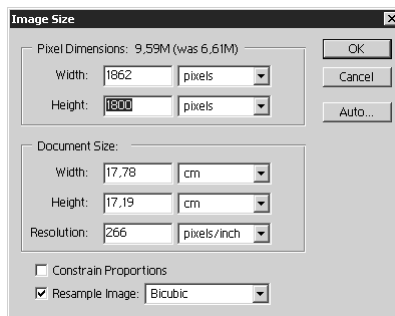 Image Size
Pixel Dimensions: 9,59M (was 6,61M)
Width: 1862 pixels
Height: 1800 pixels
OK
Cancel
Auto...
Document Size:
Width: 17,78 cm
Height: 17,19 cm
Resolution: 266 pixels/inch
Constrain Proportions
Resample Image: Bicubic